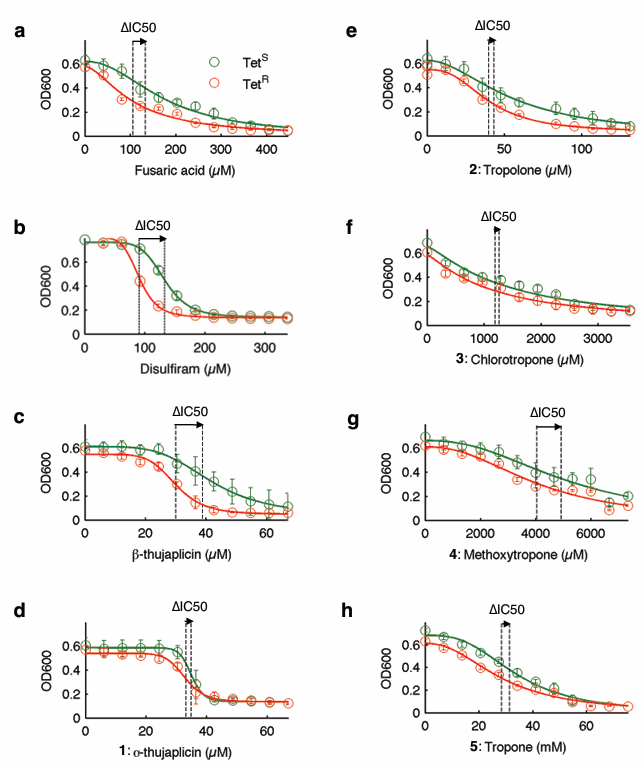 a
ΔIC50
OD600
0.6
0.4
0.2
0
0 100 200 300 400
Fusaric acid (µM)
Tet^S
Tet^R
b
ΔIC50
OD600
0.6
0.4
0.2
0
0 100 200 300
Disulfiram (µM)
c
ΔIC50
OD600
0.6
0.4
0.2
0
0 20 40 60
β-thujaplicin (µM)
d
ΔIC50
OD600
0.6
0.4
0.2
0
0 20 40 60
1: α-thujaplicin (µM)
e
ΔIC50
OD600
0.6
0.4
0.2
0
0 50 100
2: Tropolone (µM)
f
ΔIC50
OD600
0.6
0.4
0.2
0
0 1000 2000 3000
3: Chlorotropone (µM)
g
ΔIC50
OD600
0.6
0.4
0.2
0
0 2000 4000 6000
4: Methoxytropone (µM)
h
ΔIC50
OD600
0.6
0.4
0.2
0
0 20 40 60
5: Tropone (mM)